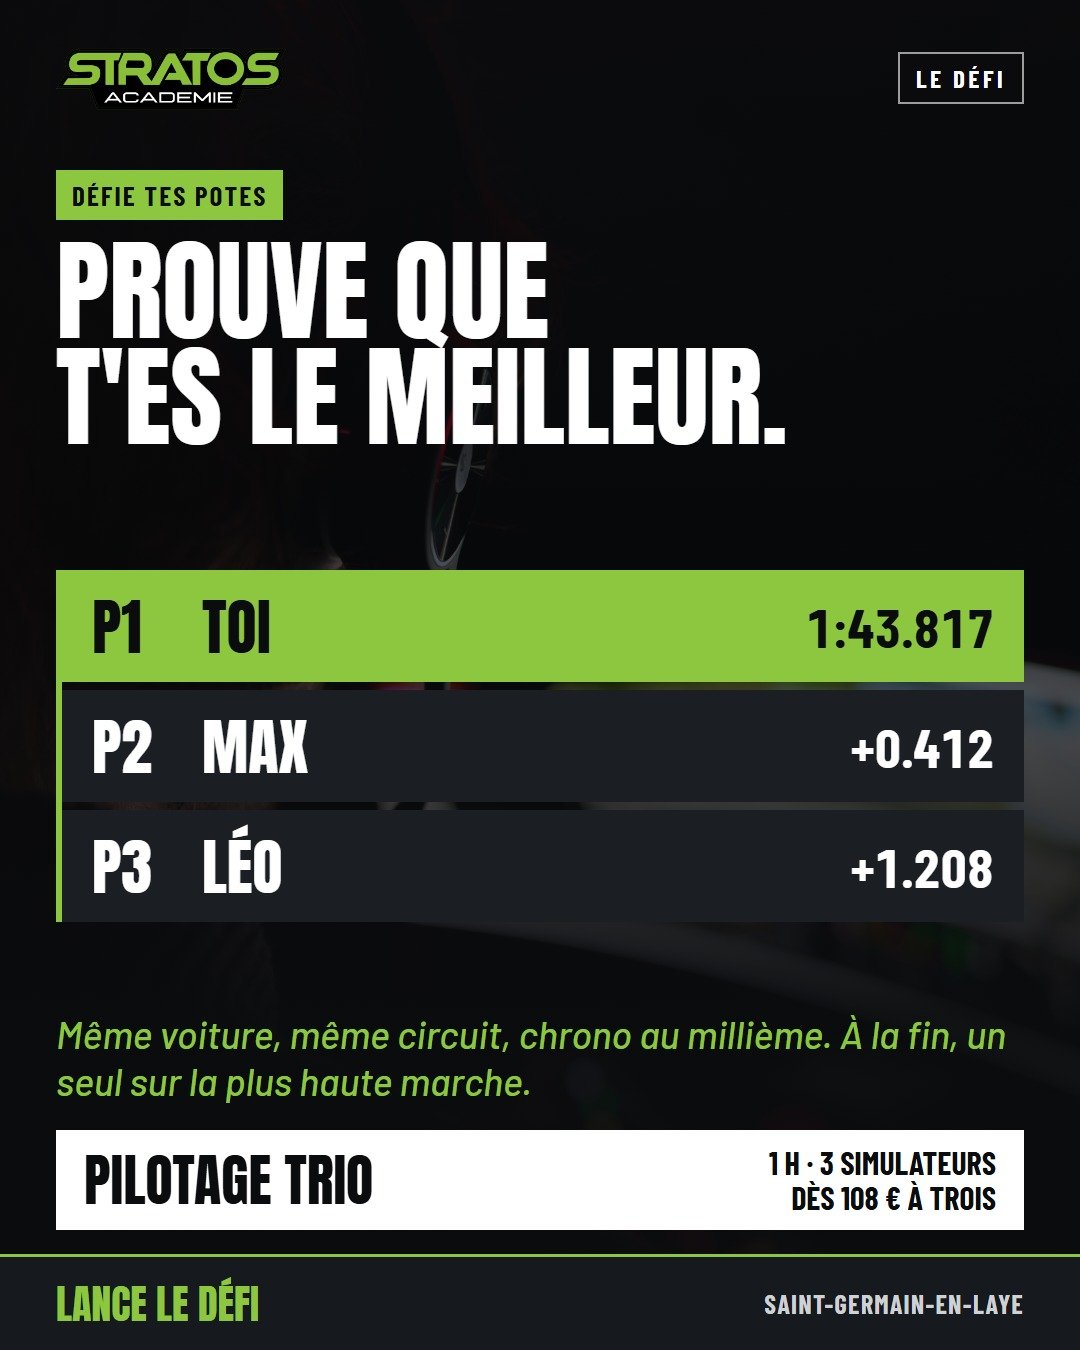 STRATOS
ACADEMIE
LE DÉFI
DÉFIE TES POTES
PROUVE QUE
T'ES LE MEILLEUR.
P1 TOI 1:43.817
P2 MAX +0.412
P3 LÉO +1.208
Même voiture, même circuit, chrono au millième. À la fin, un
seul sur la plus haute marche.
PILOTAGE TRIO
1 H · 3 SIMULATEURS
DÈS 108 € À TROIS
LANCE LE DÉFI
SAINT-GERMAIN-EN-LAYE